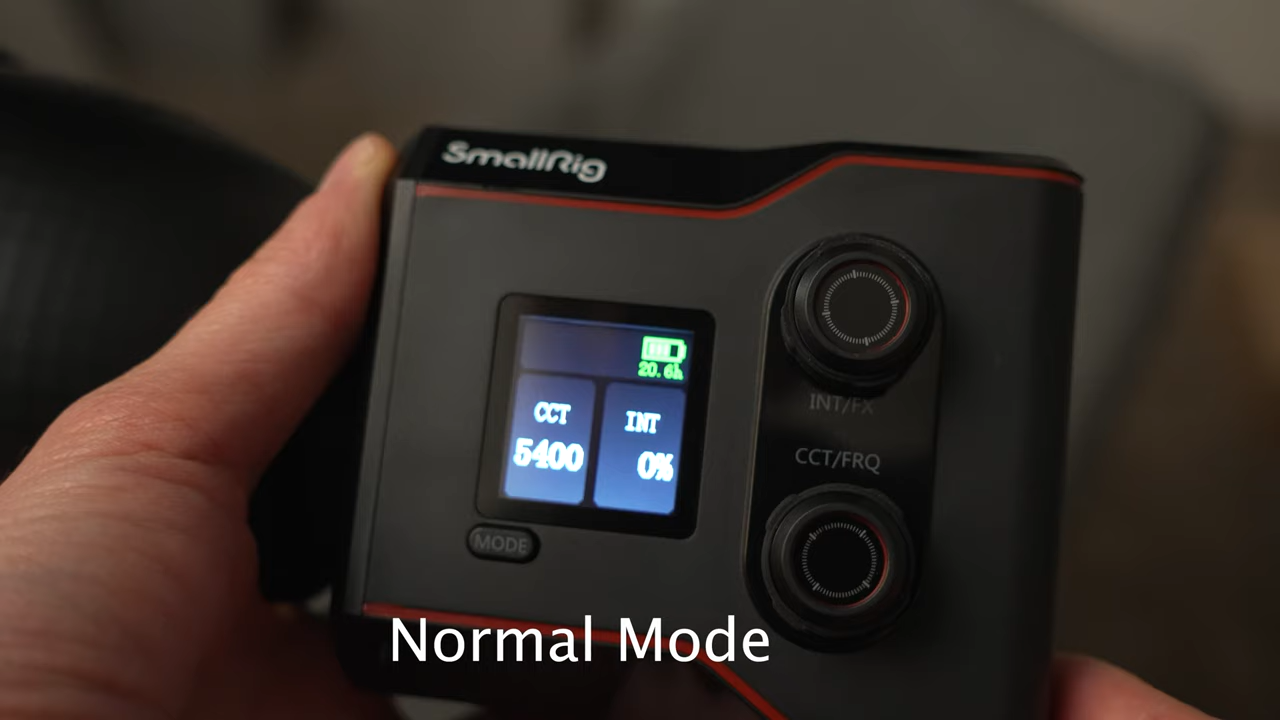 SmallRig
20.6h
CCT
5400
INT
0%
INT/FX
CCT/FRQ
MODE
Normal Mode